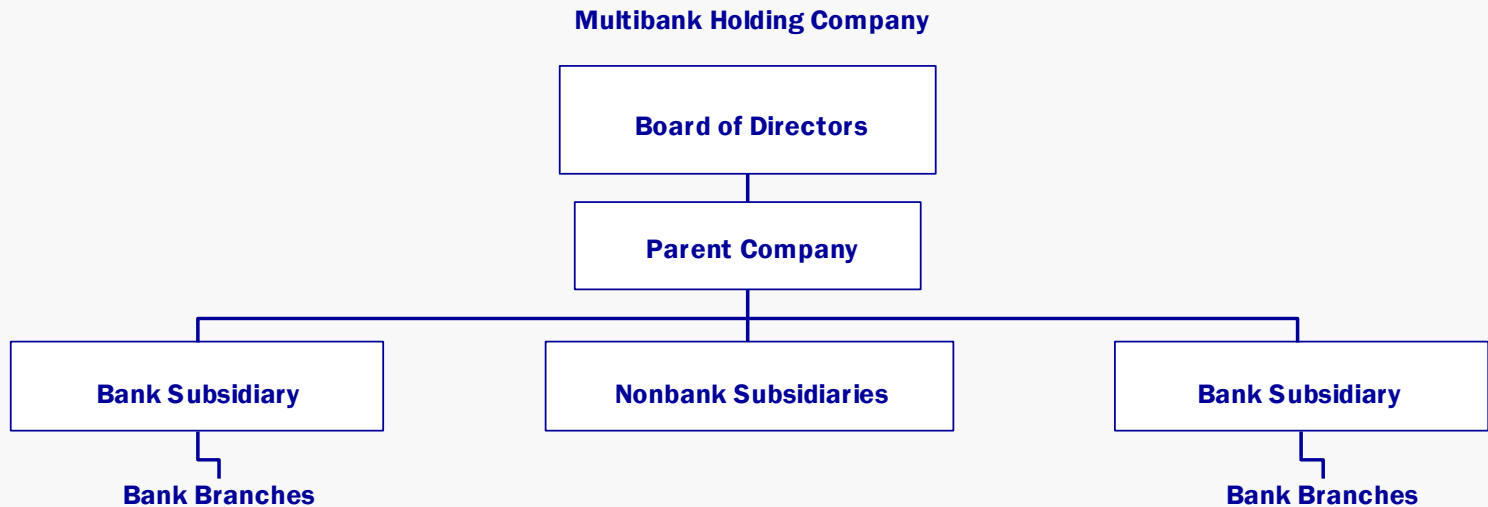 Multibank Holding Company
Board of Directors
Parent Company
Bank Subsidiary
Nonbank Subsidiaries
Bank Subsidiary
Bank Branches
Bank Branches